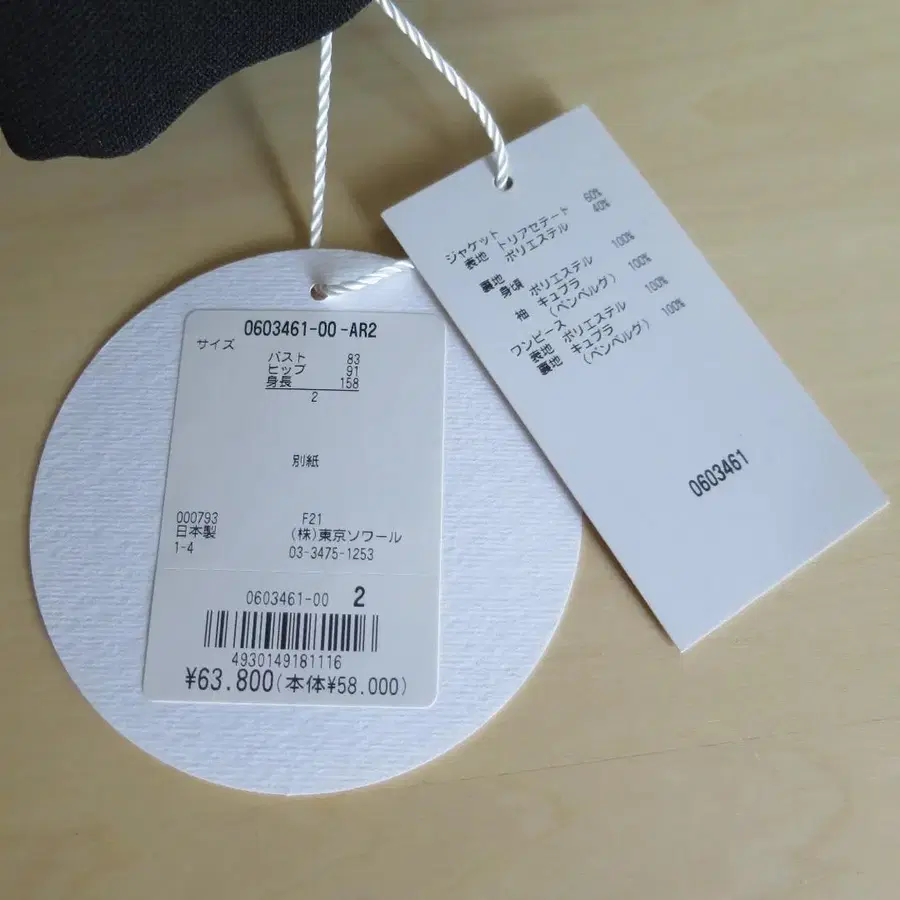 0603461-00-AR2
サイズ
バスト 83
ヒップ 91
身長 158
2
別紙
000793 F21
日本製 (株)東京ソワール
1-4 03-3475-1253
0603461-00 2
4930149181116
¥63.800(本体¥58.000)
ジャケット
表地 トリアセテート 60%
ポリエステル 40%
裏地
身頃 ポリエステル 100%
袖 キュプラ 100%
(ベンベルグ)
ワンピース
表地 ポリエステル 100%
裏地 キュプラ 100%
(ベンベルグ)
0603461